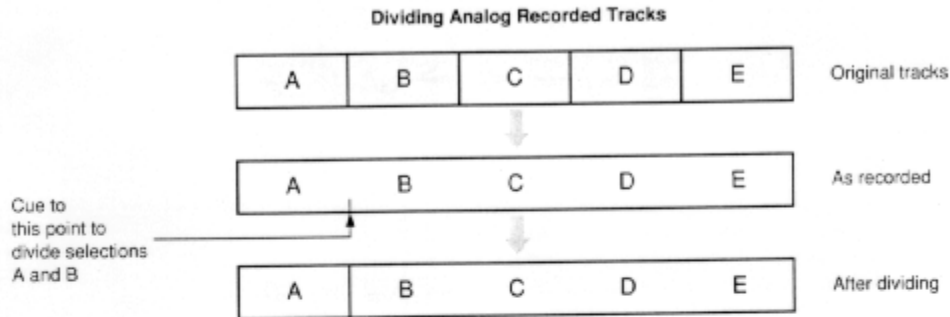 Dividing Analog Recorded Tracks
A B C D E
Original tracks
A B C D E
As recorded
Cue to
this point to
divide selections
A and B
A B C D E
After dividing